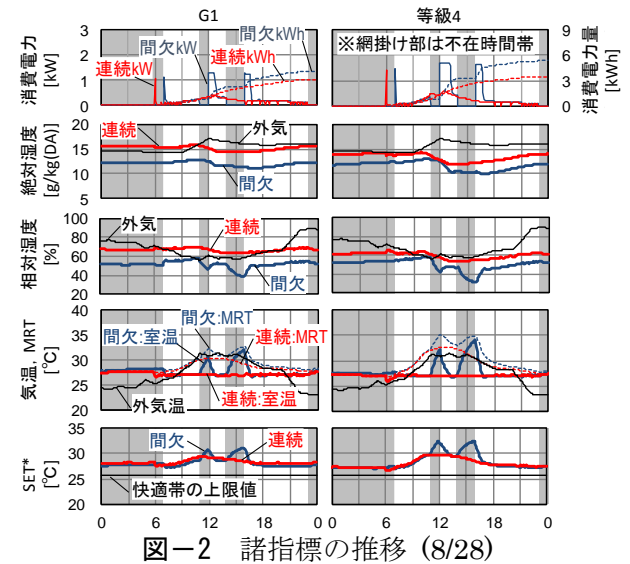 G1
等級4
消費電力
[kW]
3
2
1
0
間欠kW
間欠kWh
連続kW
連続kWh
※網掛け部は不在時間帯
9
6
3
0
消費電力量
[kWh]
絶対湿度
[g/kg(DA)]
20
15
10
5
連続
外気
間欠
相対湿度
[%]
100
80
60
40
20
外気
連続
間欠
気温, MRT
[℃]
40
35
30
25
20
間欠:MRT
間欠:室温
連続:MRT
外気温
連続:室温
SET*
[℃]
35
30
25
20
間欠
連続
快適帯の上限値
0 6 12 18 0
0 6 12 18 0
図－2 諸指標の推移 (8/28)